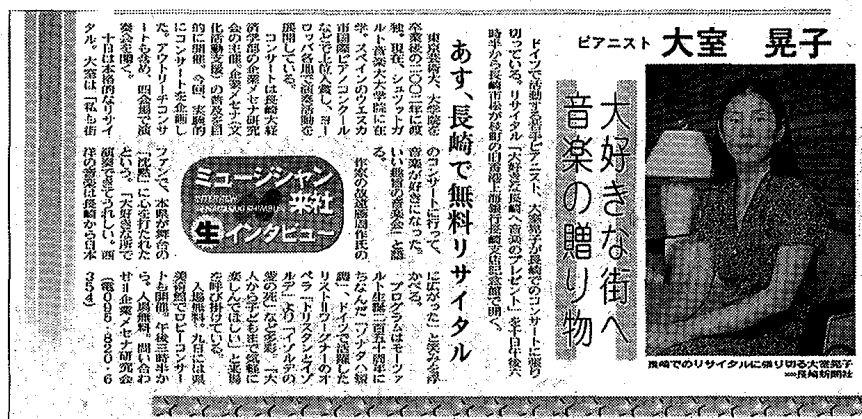 ピアニスト 大室 晃子
大好きな街へ
音楽の贈り物
あす、長崎で無料リサイタル
ドイツで活動する若手ピアニスト、大室晃子が長崎でのコンサートに張り
切っている。リサイタル「大好きな長崎へ音楽のプレゼント」を十日午後六
時半から長崎市松が枝町の旧香港上海銀行長崎支店記念館で開く。
東京芸術大、大学院を
卒業後の二〇〇三年に渡
独。現在、シュツットガ
ルト音楽大大学院に在
学。スペインのウェスカ
市国際ピアノコンクール
などで上位入賞し、ヨー
ロッパ各地で演奏活動を
展開している。
コンサートは長崎大経
済学部の企業メセナ研究
会の主催。企業メセナ(文
化活動支援)の普及を目
的に開催。今回、実験的
にコンサートを企画し
た。アウトリーチコンサ
ートも含め、四会場で演
奏会を開く。
十日は本格的なリサイ
タル。大室は「私も街
のコンサートに行って、
音楽が好きになった。
いい独習の音楽会」と意
ミュージシャン
来社
INTERVIEW
生インタビュー
作家の故遠藤周作氏の
ファンで、本県が舞台の
「沈黙」に心を打たれた
という。「大好きな所で
演奏できてうれしい。西
洋の音楽は長崎から日本
に広がった」と笑みを浮
かべる。
プログラムはモーツァ
ルト生誕二百五十周年に
ちなんだ「ソナタハ短
調」、ドイツで活躍した
リスト=ワーグナーのオ
ペラ「トリスタンとイゾ
ルデ」より「イゾルデの
愛の死」など多彩。「大
人から子どもまで気軽に
楽しんでほしい」と来場
を呼び掛けている。
入場無料。九日には県
美術館でロビーコンサー
トも開催。午後三時半か
ら。入場無料。問い合わ
せは企業メセナ研究会
(電095・820・6
354)
長崎でのリサイタルに張り切る大室晃子
=長崎新聞社